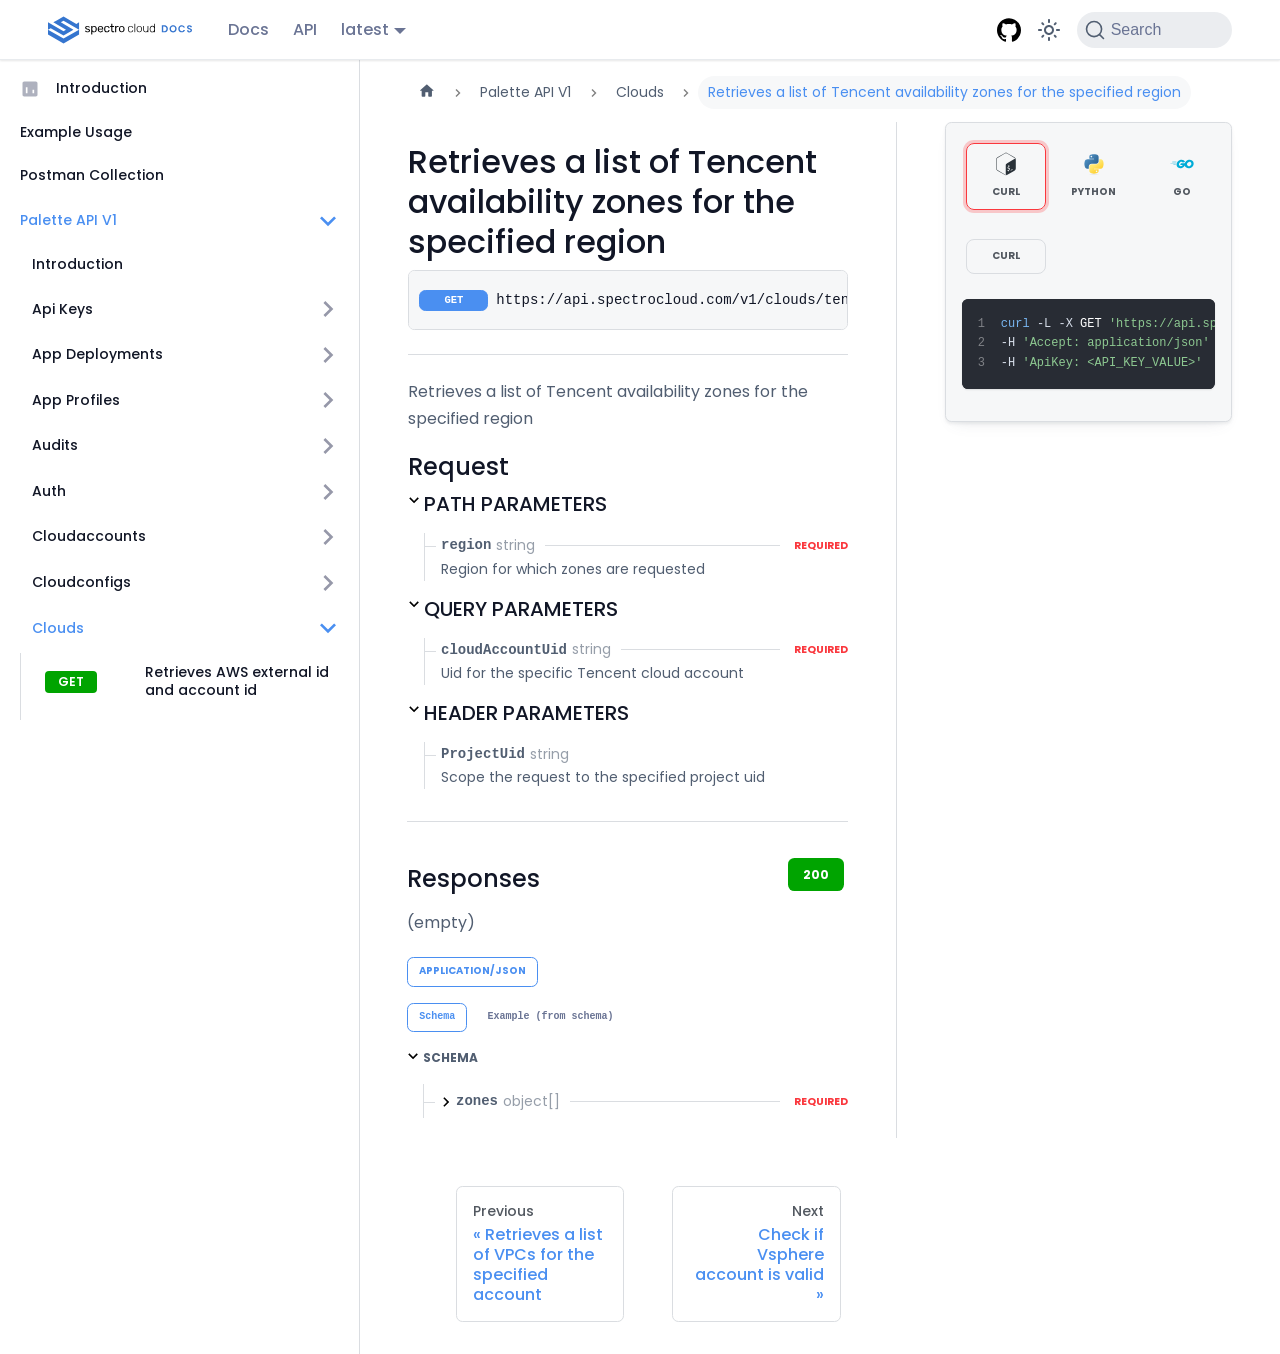 spectro cloud DOCS
Docs
API
latest
Search
Introduction
Example Usage
Postman Collection
Palette API V1
Introduction
Api Keys
App Deployments
App Profiles
Audits
Auth
Cloudaccounts
Cloudconfigs
Clouds
GET
Retrieves AWS external id
and account id
Palette API V1
Clouds
Retrieves a list of Tencent availability zones for the specified region
Retrieves a list of Tencent
availability zones for the
specified region
GET https://api.spectrocloud.com/v1/clouds/ten
Retrieves a list of Tencent availability zones for the
specified region
Request
PATH PARAMETERS
region string REQUIRED
Region for which zones are requested
QUERY PARAMETERS
cloudAccountUid string REQUIRED
Uid for the specific Tencent cloud account
HEADER PARAMETERS
ProjectUid string
Scope the request to the specified project uid
Responses
200
(empty)
APPLICATION/JSON
Schema
Example (from schema)
SCHEMA
zones object[] REQUIRED
Previous
« Retrieves a list
of VPCs for the
specified
account
Next
Check if
Vsphere
account is valid
»
CURL
PYTHON
GO
CURL
1 curl -L -X GET 'https://api.sp
2 -H 'Accept: application/json'
3 -H 'ApiKey: <API_KEY_VALUE>'